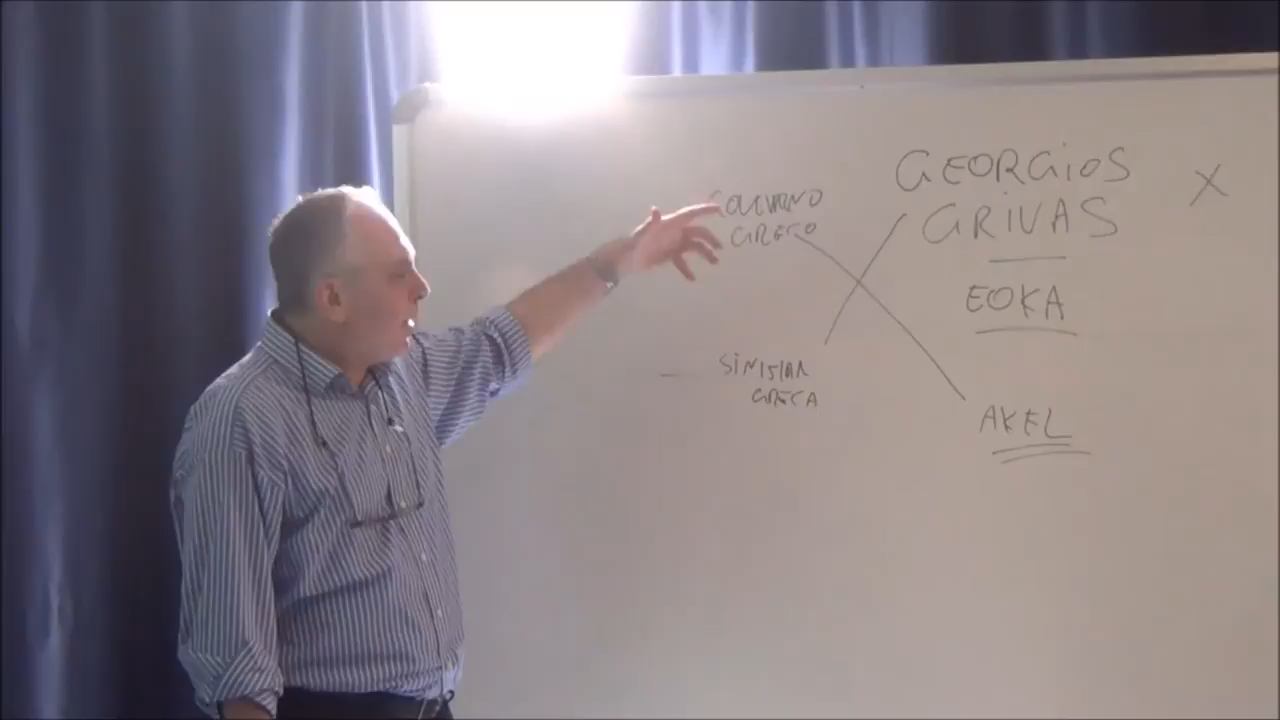 GOVERNO
GRECO
GEORGiOS
GRIVAS
X
EOKA
SINISTRA
GRECA
AKEL